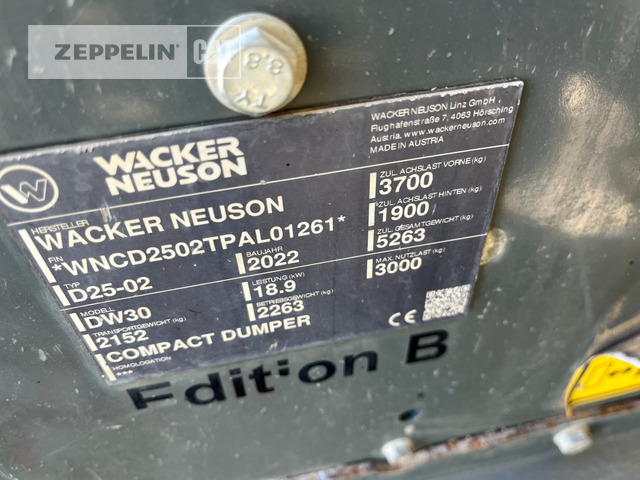 ZEPPELIN CAT
8.8
TY
WACKER
NEUSON
WACKER NEUSON Linz GmbH,
Flughafenstraße 7, 4063 Hörsching
Austria, www.wackerneuson.com
MADE IN AUSTRIA
HERSTELLER
WACKER NEUSON
PIN
*WNCD2502TPAL01261*
TYP
D25-02
BAUJAHR
2022
MODELL
DW30
LEISTUNG (kW)
18.9
TRANSPORTGEWICHT (kg)
2152
BETRIEBSGEWICHT (kg)
2263
COMPACT DUMPER
HOMOLOGATION
***
ZUL. ACHSLAST VORNE (kg)
3700
ZUL. ACHSLAST HINTEN (kg)
1900
ZUL. GESAMTGEWICHT (kg)
5263
MAX. NUTZLAST (kg)
3000
CE
Edition B